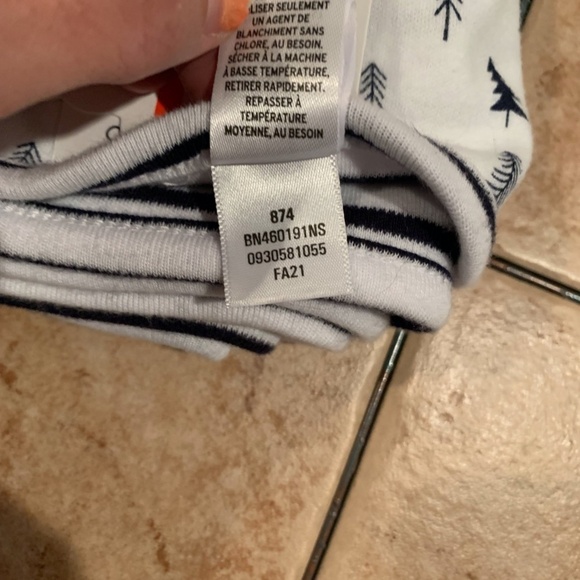 SEULEMENT
UN AGENT DE
BLANCHIMENT SANS
CHLORE, AU BESOIN.
SÉCHER À LA MACHINE
À BASSE TEMPÉRATURE,
RETIRER RAPIDEMENT.
REPASSER À
TEMPÉRATURE
MOYENNE, AU BESOIN
874
BN460191NS
0930581055
FA21